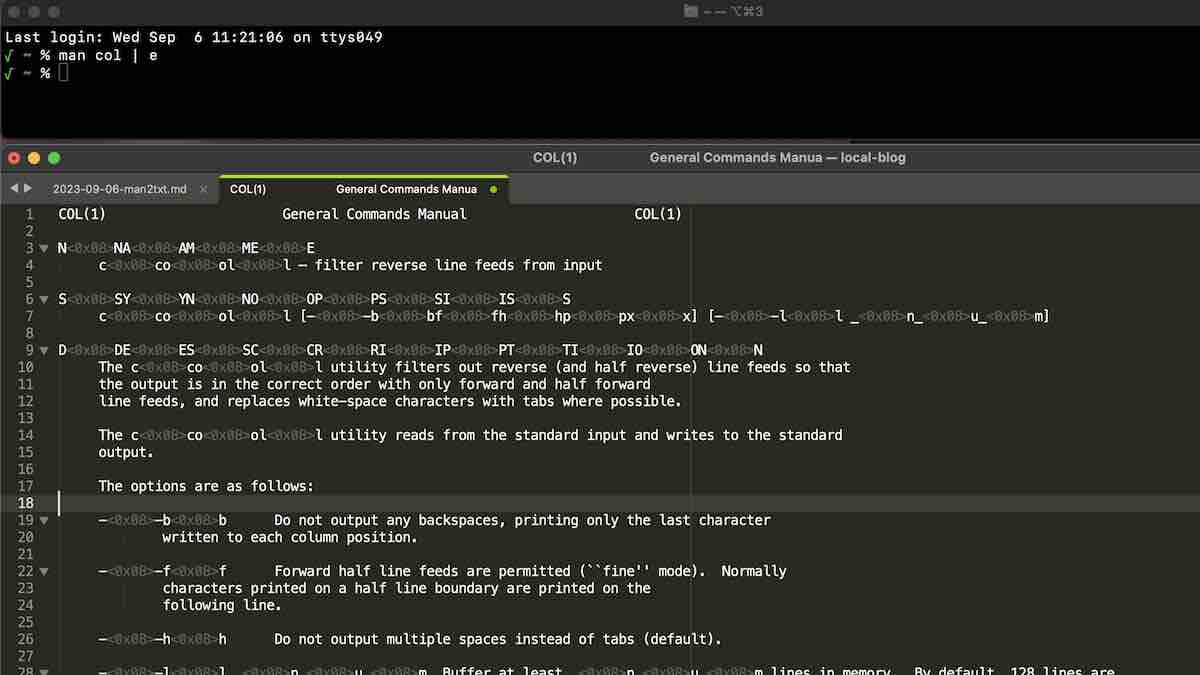 — — ⌥⌘3
Last login: Wed Sep  6 11:21:06 on ttys049
√ ~ % man col | e
√ ~ %
COL(1)          General Commands Manua — local-blog
2023-09-06-man2txt.md ×  COL(1)          General Commands Manua
1 COL(1)                      General Commands Manual                     COL(1)
2
3 N<0x08>NA<0x08>AM<0x08>ME<0x08>E
4      c<0x08>co<0x08>ol<0x08>l – filter reverse line feeds from input
5
6 S<0x08>SY<0x08>YN<0x08>NO<0x08>OP<0x08>PS<0x08>SI<0x08>IS<0x08>S
7      c<0x08>co<0x08>ol<0x08>l [-<0x08>-b<0x08>bf<0x08>fh<0x08>hp<0x08>px<0x08>x] [-<0x08>-l<0x08>l _<0x08>n_<0x08>u_<0x08>m]
8
9 D<0x08>DE<0x08>ES<0x08>SC<0x08>CR<0x08>RI<0x08>IP<0x08>PT<0x08>TI<0x08>IO<0x08>ON<0x08>N
10      The c<0x08>co<0x08>ol<0x08>l utility filters out reverse (and half reverse) line feeds so that
11      the output is in the correct order with only forward and half forward
12      line feeds, and replaces white-space characters with tabs where possible.
13
14      The c<0x08>co<0x08>ol<0x08>l utility reads from the standard input and writes to the standard
15      output.
16
17      The options are as follows:
18
19      -<0x08>-b<0x08>b      Do not output any backspaces, printing only the last character
20              written to each column position.
21
22      -<0x08>-f<0x08>f      Forward half line feeds are permitted (``fine'' mode).  Normally
23              characters printed on a half line boundary are printed on the
24              following line.
25
26      -<0x08>-h<0x08>h      Do not output multiple spaces instead of tabs (default).
27
28      -<0x08>-l<0x08>l _<0x08>n_<0x08>u_<0x08>m  Buffer at least _<0x08>n_<0x08>u_<0x08>m lines in memory.  By default, 128 lines are